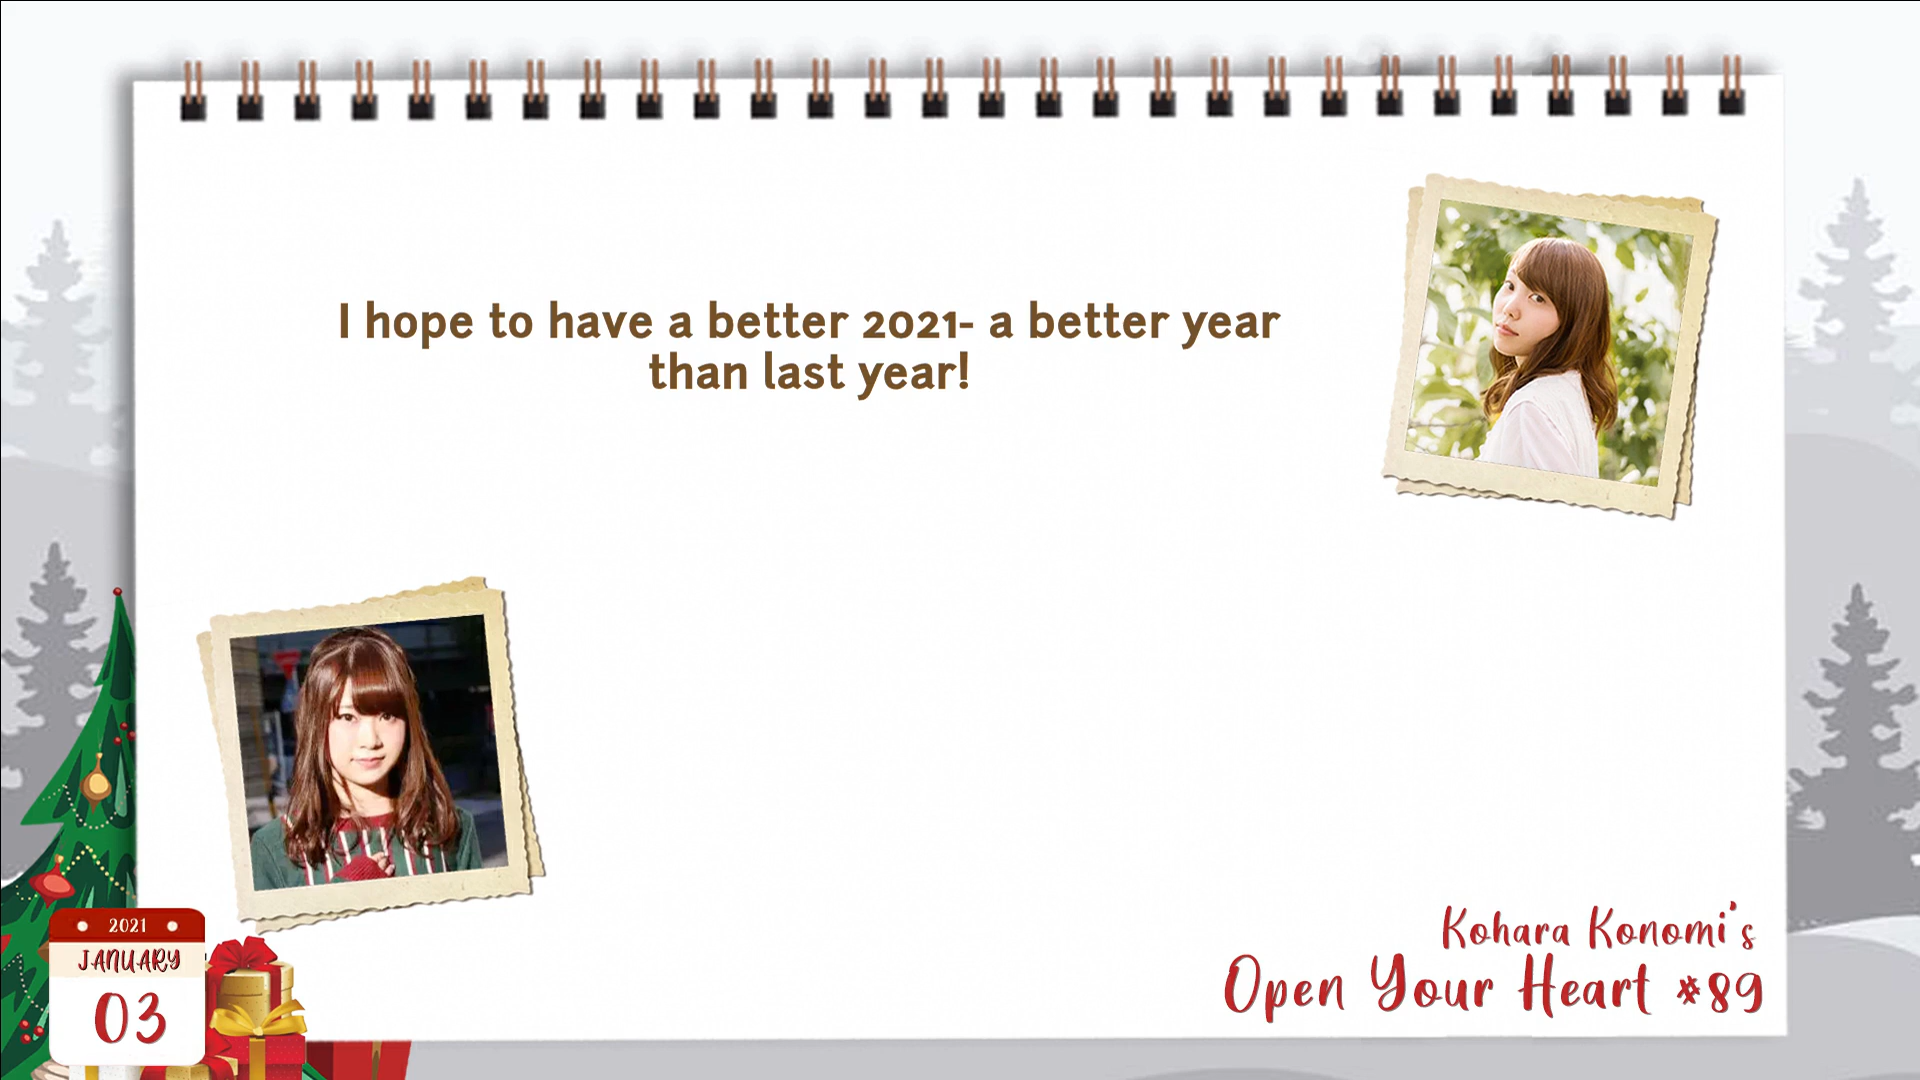 I hope to have a better 2021- a better year
than last year!
2021
JANUARY
03
Kohara Konomi's
Open Your Heart #89